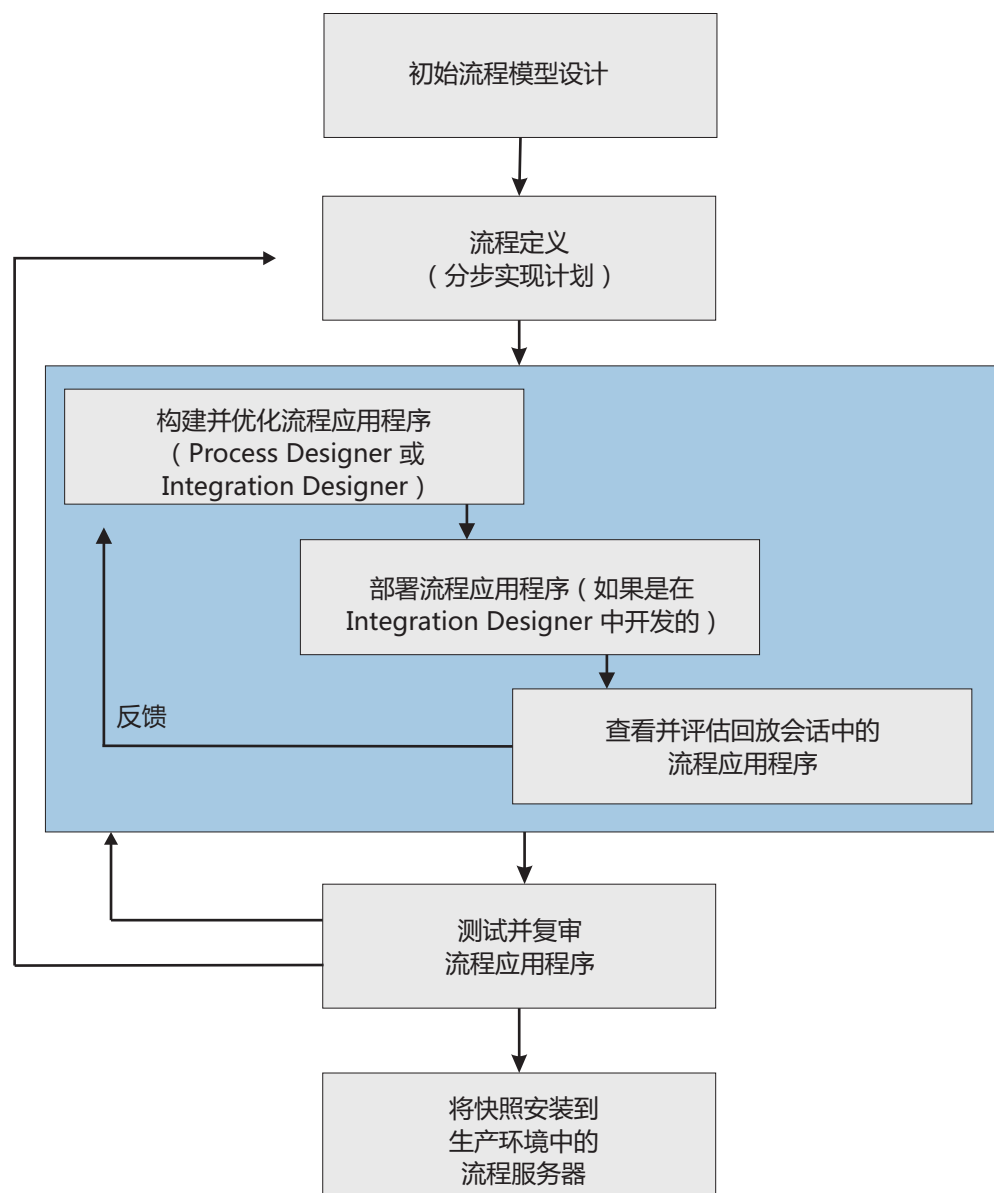 初始流程模型设计
流程定义
（分步实现计划）
构建并优化流程应用程序
（Process Designer 或
Integration Designer）
部署流程应用程序（如果是在
Integration Designer 中开发的）
反馈
查看并评估回放会话中的
流程应用程序
测试并复审
流程应用程序
将快照安装到
生产环境中的
流程服务器